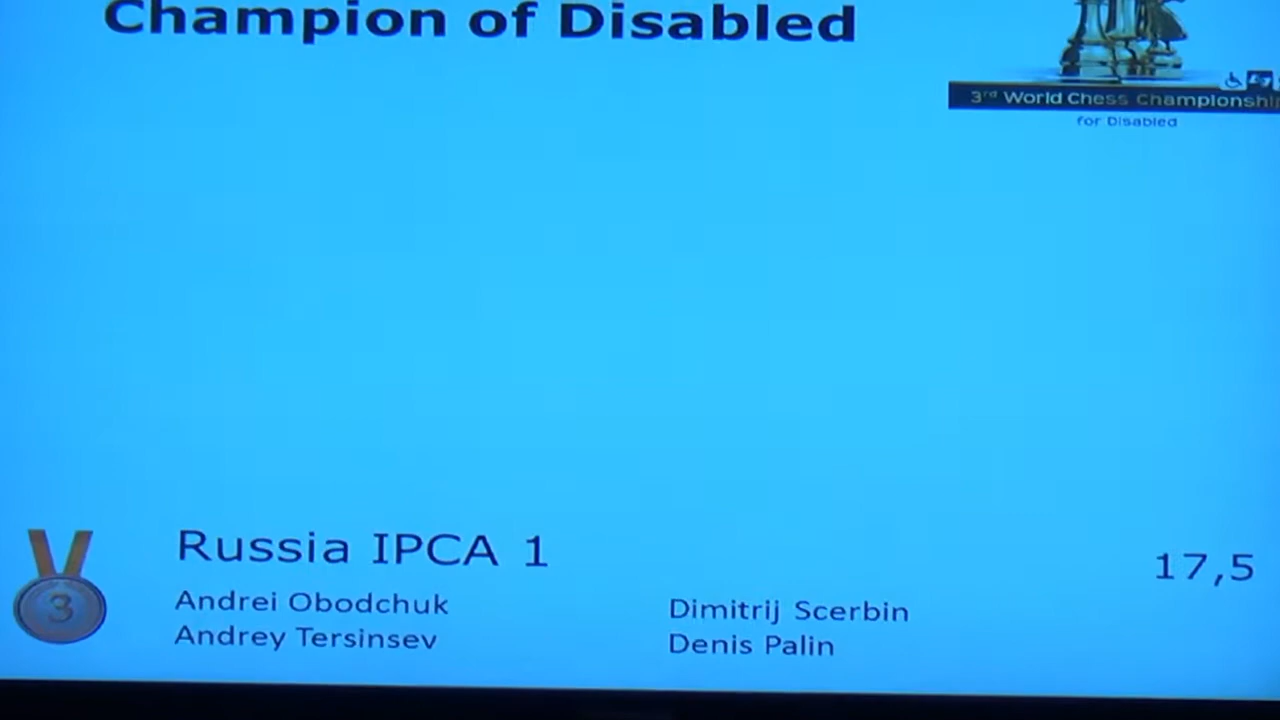 Champion of Disabled
3rd World Chess Championshi
for Disabled
3
Russia IPCA 1
17,5
Andrei Obodchuk
Dimitrij Scerbin
Andrey Tersinsev
Denis Palin